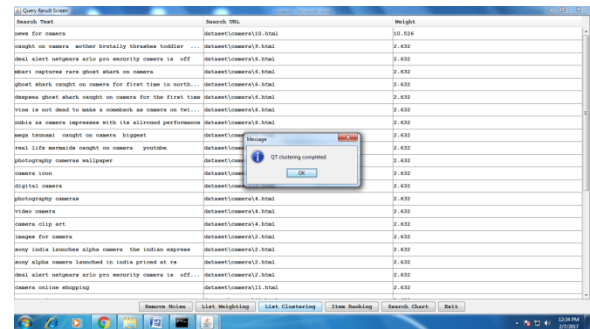 Query Result Screen
Search Text Search URL Weight
news for camera dataset\camera\10.html 10.526
caught on camera mother brutally thrashes toddler ... dataset\camera\9.html 2.632
deal alert netgears arlo pro security camera is off dataset\camera\6.html 2.632
mbari captures rare ghost shark on camera dataset\camera\6.html 2.632
ghost shark caught on camera for first time in north... dataset\camera\6.html 2.632
deepsea ghost shark caught on camera for the first time dataset\camera\6.html 2.632
vine is not dead to make a comeback as camera on twi... dataset\camera\6.html 2.632
nubia as camera impresses with its allround performance dataset\camera\6.html 2.632
mega tsunami caught on camera biggest dataset 2.632
real life mermaids caught on camera youtube dataset 2.632
photography cameras wallpaper dataset 2.632
camera icon dataset 2.632
digital camera 2.632
photography cameras dataset\camera\4.html 2.632
video camera dataset\camera\4.html 2.632
camera clip art dataset\camera\4.html 2.632
images for camera dataset\camera\2.html 2.632
sony india launches alpha camera the indian express dataset\camera\2.html 2.632
sony alpha camera launched in india priced at rs dataset\camera\2.html 2.632
deal alert netgears arlo pro security camera is off... dataset\camera\2.html 2.632
camera online shopping dataset\camera\11.html 2.632
Message
QT clustering completed
OK
Remove Noise List Weighting List Clustering Item Ranking Search Chart Exit
12:34 PM
2/7/2017